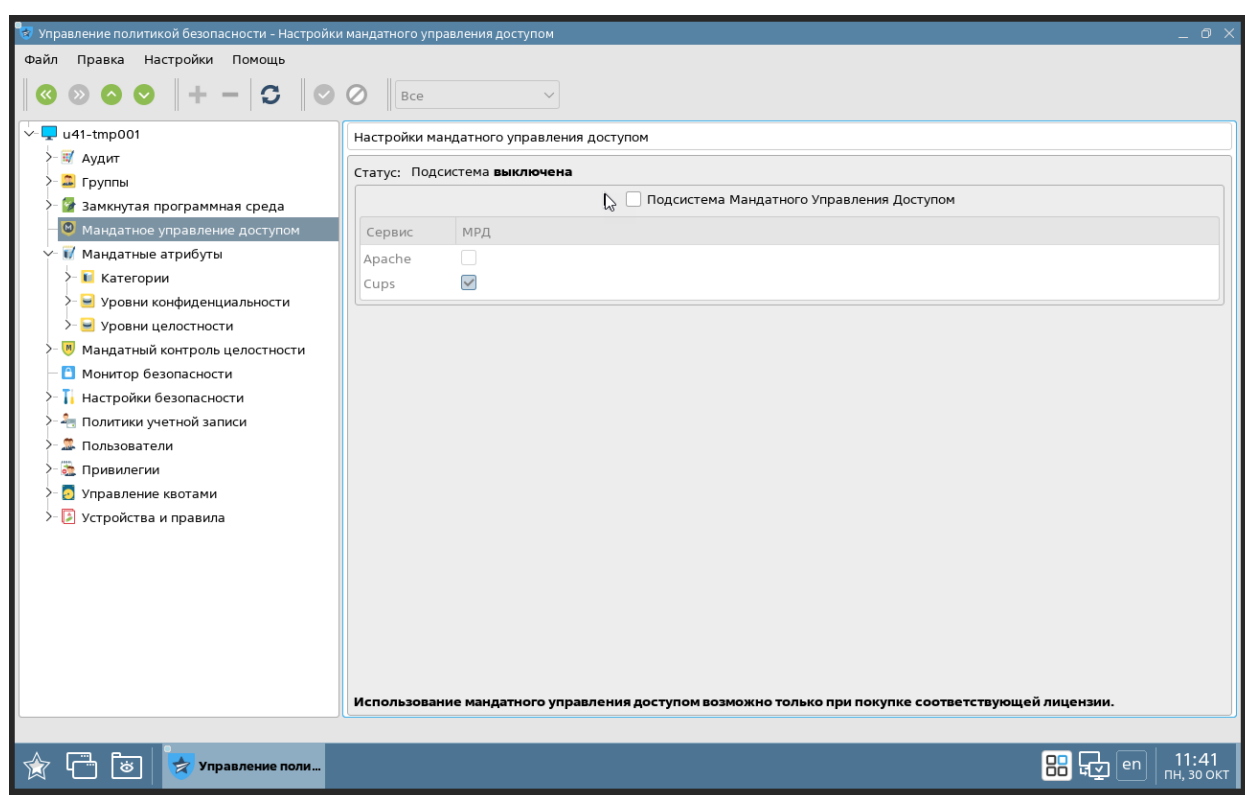 Управление политикой безопасности - Настройки мандатного управления доступом
Файл Правка Настройки Помощь
Все
u41-tmp001
Аудит
Группы
Замкнутая программная среда
Мандатное управление доступом
Мандатные атрибуты
Категории
Уровни конфиденциальности
Уровни целостности
Мандатный контроль целостности
Монитор безопасности
Настройки безопасности
Политики учетной записи
Пользователи
Привилегии
Управление квотами
Устройства и правила
Настройки мандатного управления доступом
Статус: Подсистема выключена
Подсистема Мандатного Управления Доступом
Сервис МРД
Apache
Cups
Использование мандатного управления доступом возможно только при покупке соответствующей лицензии.
Управление поли...
en
11:41
ПН, 30 ОКТ